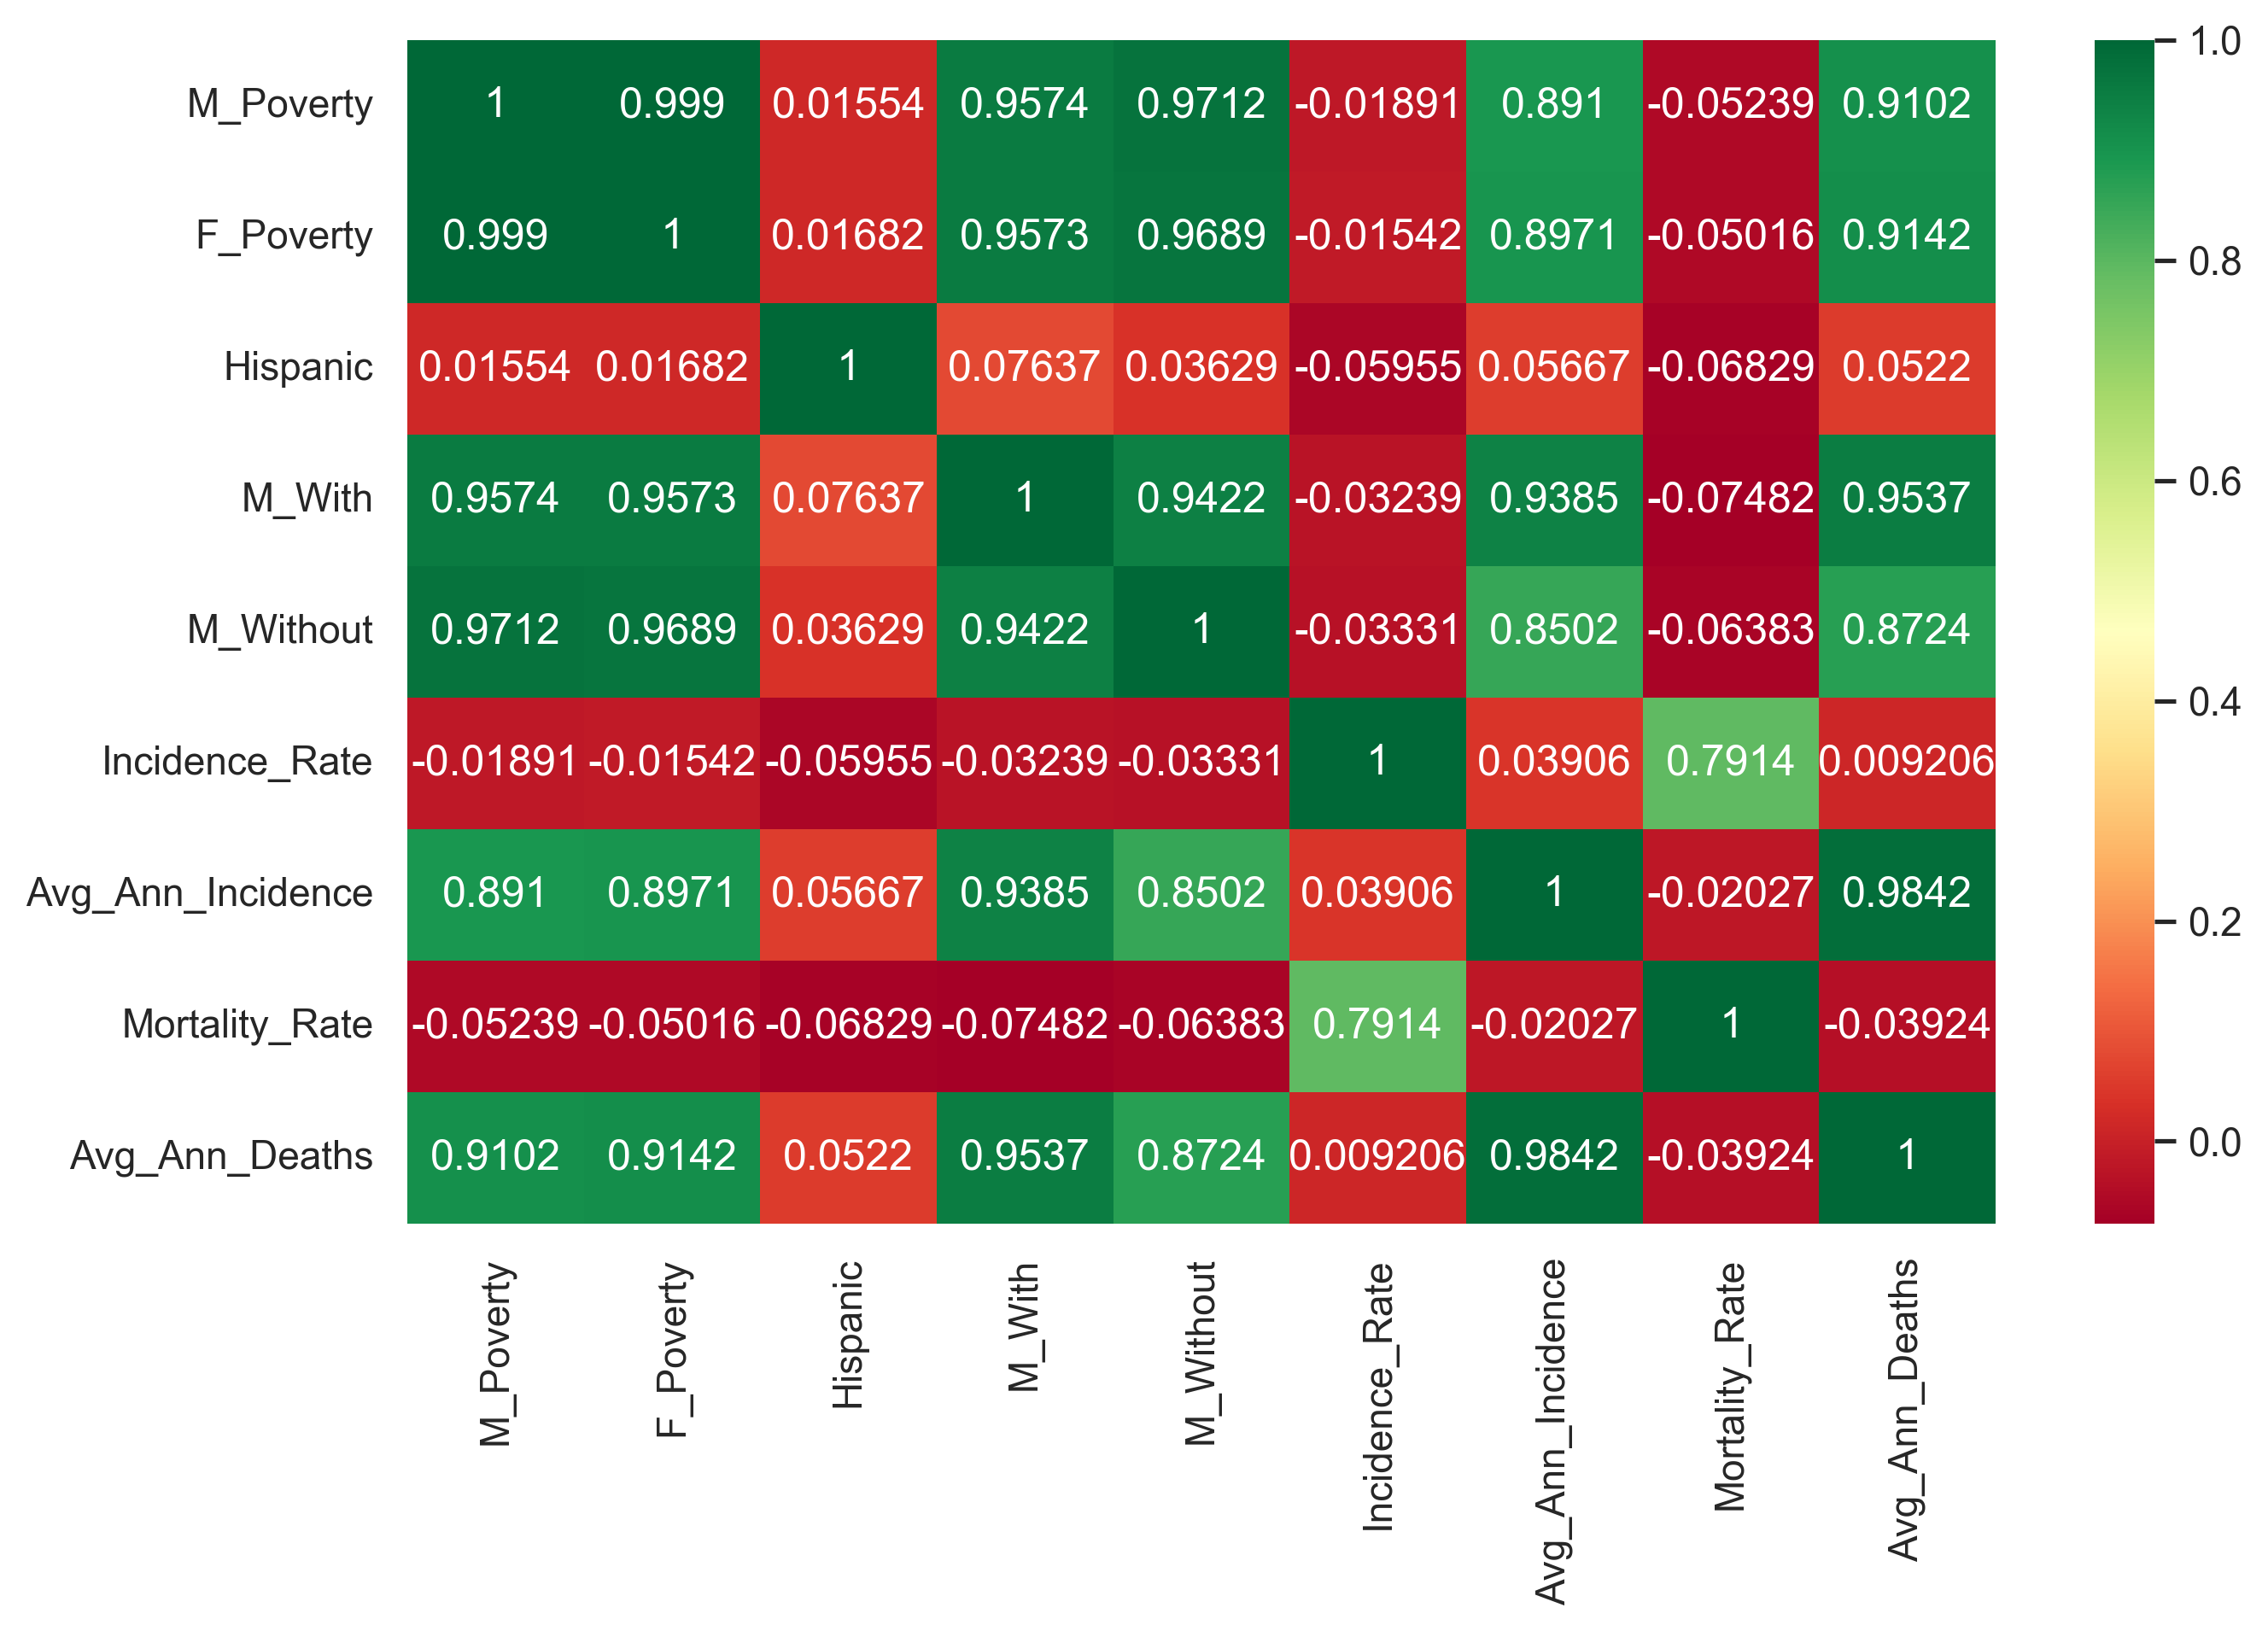 M_Poverty 1 0.999 0.01554 0.9574 0.9712 -0.01891 0.891 -0.05239 0.9102
F_Poverty 0.999 1 0.01682 0.9573 0.9689 -0.01542 0.8971 -0.05016 0.9142
Hispanic 0.01554 0.01682 1 0.07637 0.03629 -0.05955 0.05667 -0.06829 0.0522
M_With 0.9574 0.9573 0.07637 1 0.9422 -0.03239 0.9385 -0.07482 0.9537
M_Without 0.9712 0.9689 0.03629 0.9422 1 -0.03331 0.8502 -0.06383 0.8724
Incidence_Rate -0.01891 -0.01542 -0.05955 -0.03239 -0.03331 1 0.03906 0.7914 0.009206
Avg_Ann_Incidence 0.891 0.8971 0.05667 0.9385 0.8502 0.03906 1 -0.02027 0.9842
Mortality_Rate -0.05239 -0.05016 -0.06829 -0.07482 -0.06383 0.7914 -0.02027 1 -0.03924
Avg_Ann_Deaths 0.9102 0.9142 0.0522 0.9537 0.8724 0.009206 0.9842 -0.03924 1
M_Poverty
F_Poverty
Hispanic
M_With
M_Without
Incidence_Rate
Avg_Ann_Incidence
Mortality_Rate
Avg_Ann_Deaths
1.0
0.8
0.6
0.4
0.2
0.0